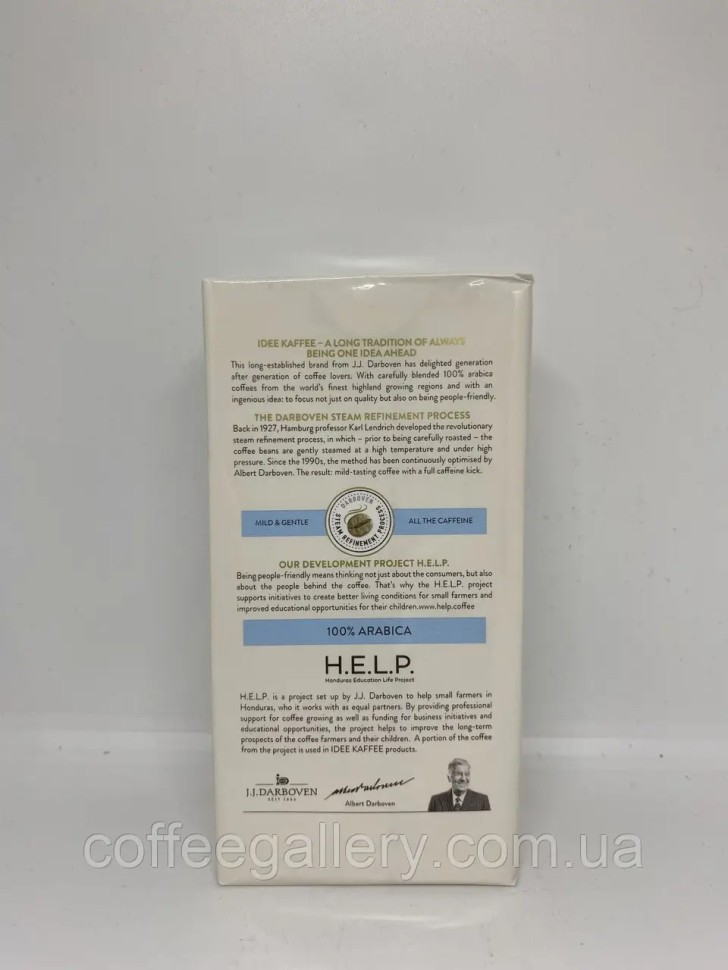 IDEE KAFFEE – A LONG TRADITION OF ALWAYS
BEING ONE IDEA AHEAD
This long-established brand from J.J. Darboven has delighted generation
after generation of coffee lovers. With carefully blended 100% arabica
coffees from the world's finest highland growing regions and with an
ingenious idea: to focus not just on quality but also on being people-friendly.
THE DARBOVEN STEAM REFINEMENT PROCESS
Back in 1927, Hamburg professor Karl Lendrich developed the revolutionary
steam refinement process, in which – prior to being carefully roasted – the
coffee beans are gently steamed at a high temperature and under high
pressure. Since the 1990s, the method has been continuously optimised by
Albert Darboven. The result: mild-tasting coffee with a full caffeine kick.
MILD & GENTLE
DARBOVEN
STEAM REFINEMENT PROCESS
ALL THE CAFFEINE
OUR DEVELOPMENT PROJECT H.E.L.P.
Being people-friendly means thinking not just about the consumers, but also
about the people behind the coffee. That's why the H.E.L.P. project
supports initiatives to create better living conditions for small farmers and
improved educational opportunities for their children.www.help.coffee
100% ARABICA
H.E.L.P.
Honduras Education Life Project
H.E.L.P. is a project set up by J.J. Darboven to help small farmers in
Honduras, who it works with as equal partners. By providing professional
support for coffee growing as well as funding for business initiatives and
educational opportunities, the project helps to improve the long-term
prospects of the coffee farmers and their children. A portion of the coffee
from the project is used in IDEE KAFFEE products.
J.J.DARBOVEN
SEIT 1866
Albert Darboven
coffeegallery.com.ua